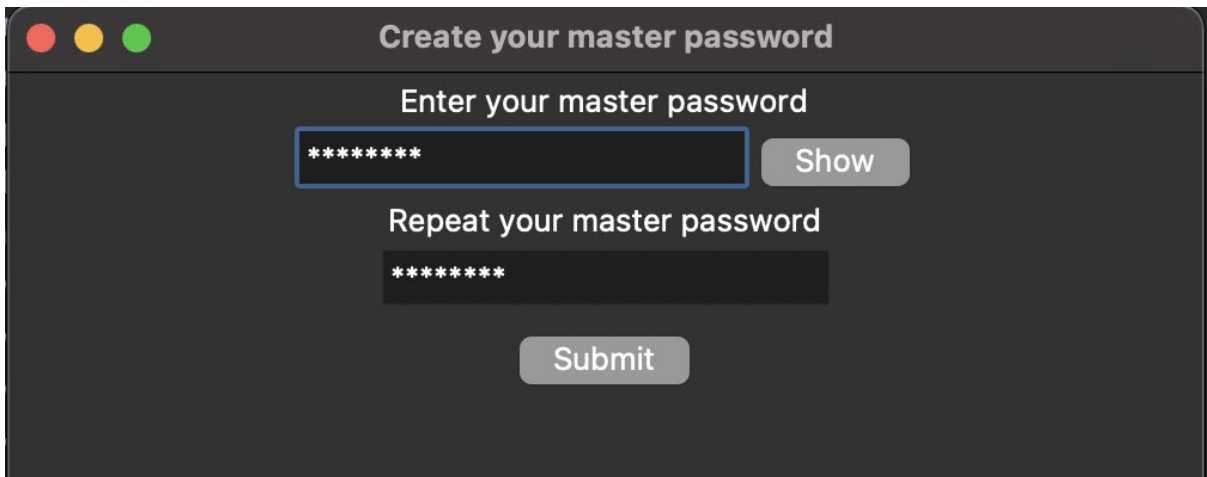 Create your master password
Enter your master password
********
Show
Repeat your master password
********
Submit